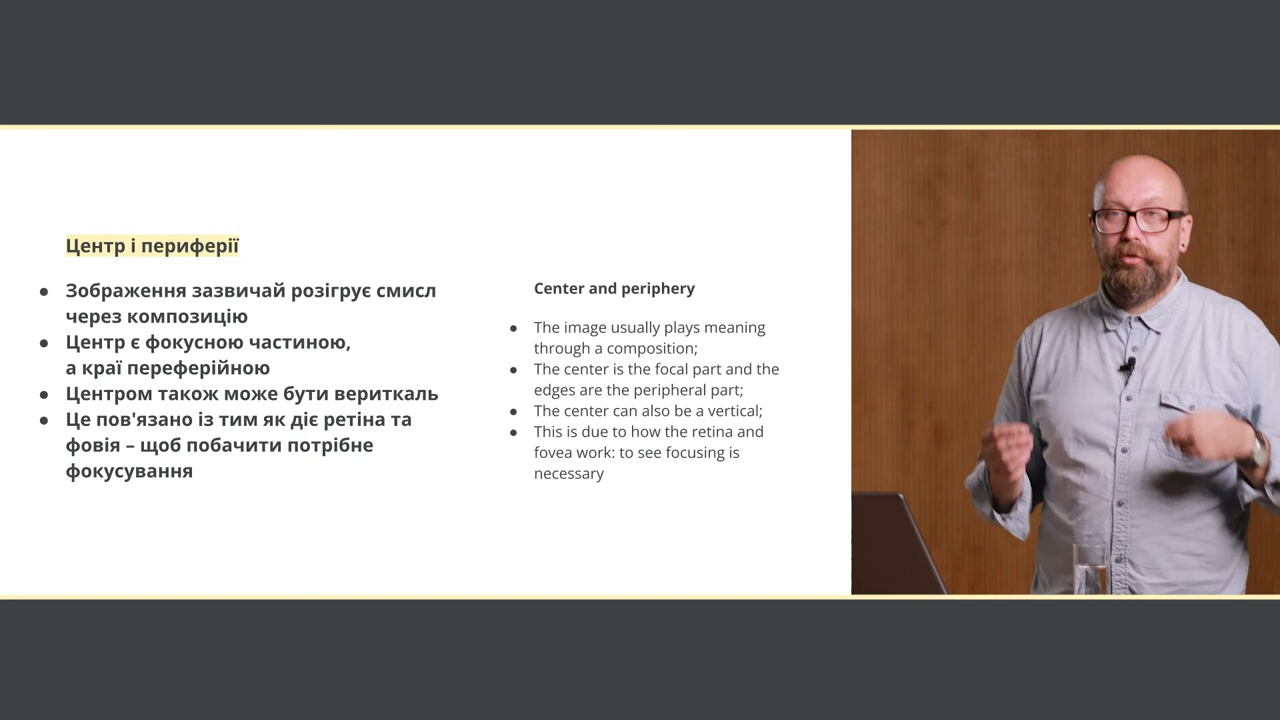 Центр і периферії
Зображення зазвичай розігрує смисл
через композицію
Центр є фокусною частиною,
а краї переферійною
Центром також може бути вериткаль
Це пов'язано із тим як діє ретіна та
фовія – щоб побачити потрібне
фокусування
Center and periphery
The image usually plays meaning
through a composition;
The center is the focal part and the
edges are the peripheral part;
The center can also be a vertical;
This is due to how the retina and
fovea work: to see focusing is
necessary